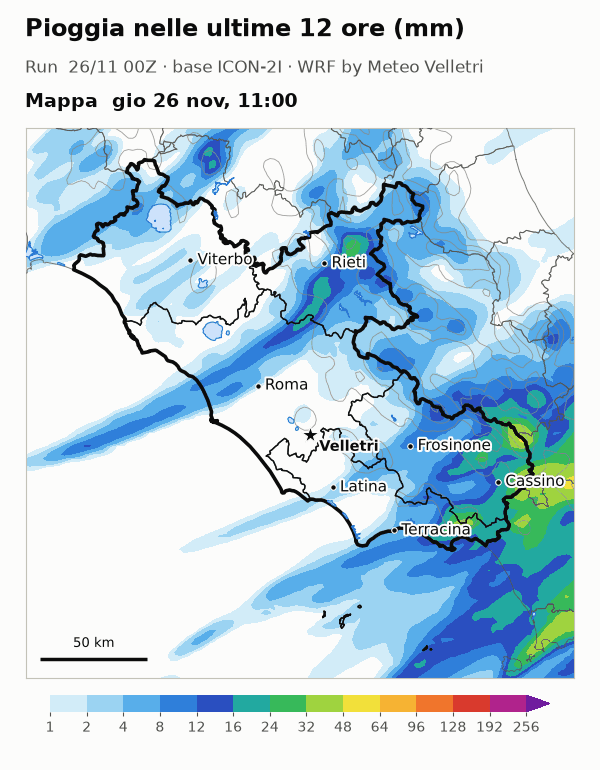 Pioggia nelle ultime 12 ore (mm)
Run  26/11 00Z · base ICON-2I · WRF by Meteo Velletri
Mappa  gio 26 nov, 11:00
Viterbo
Rieti
Roma
Velletri
Frosinone
Latina
Cassino
Terracina
50 km
1 2 4 8 12 16 24 32 48 64 96 128 192 256